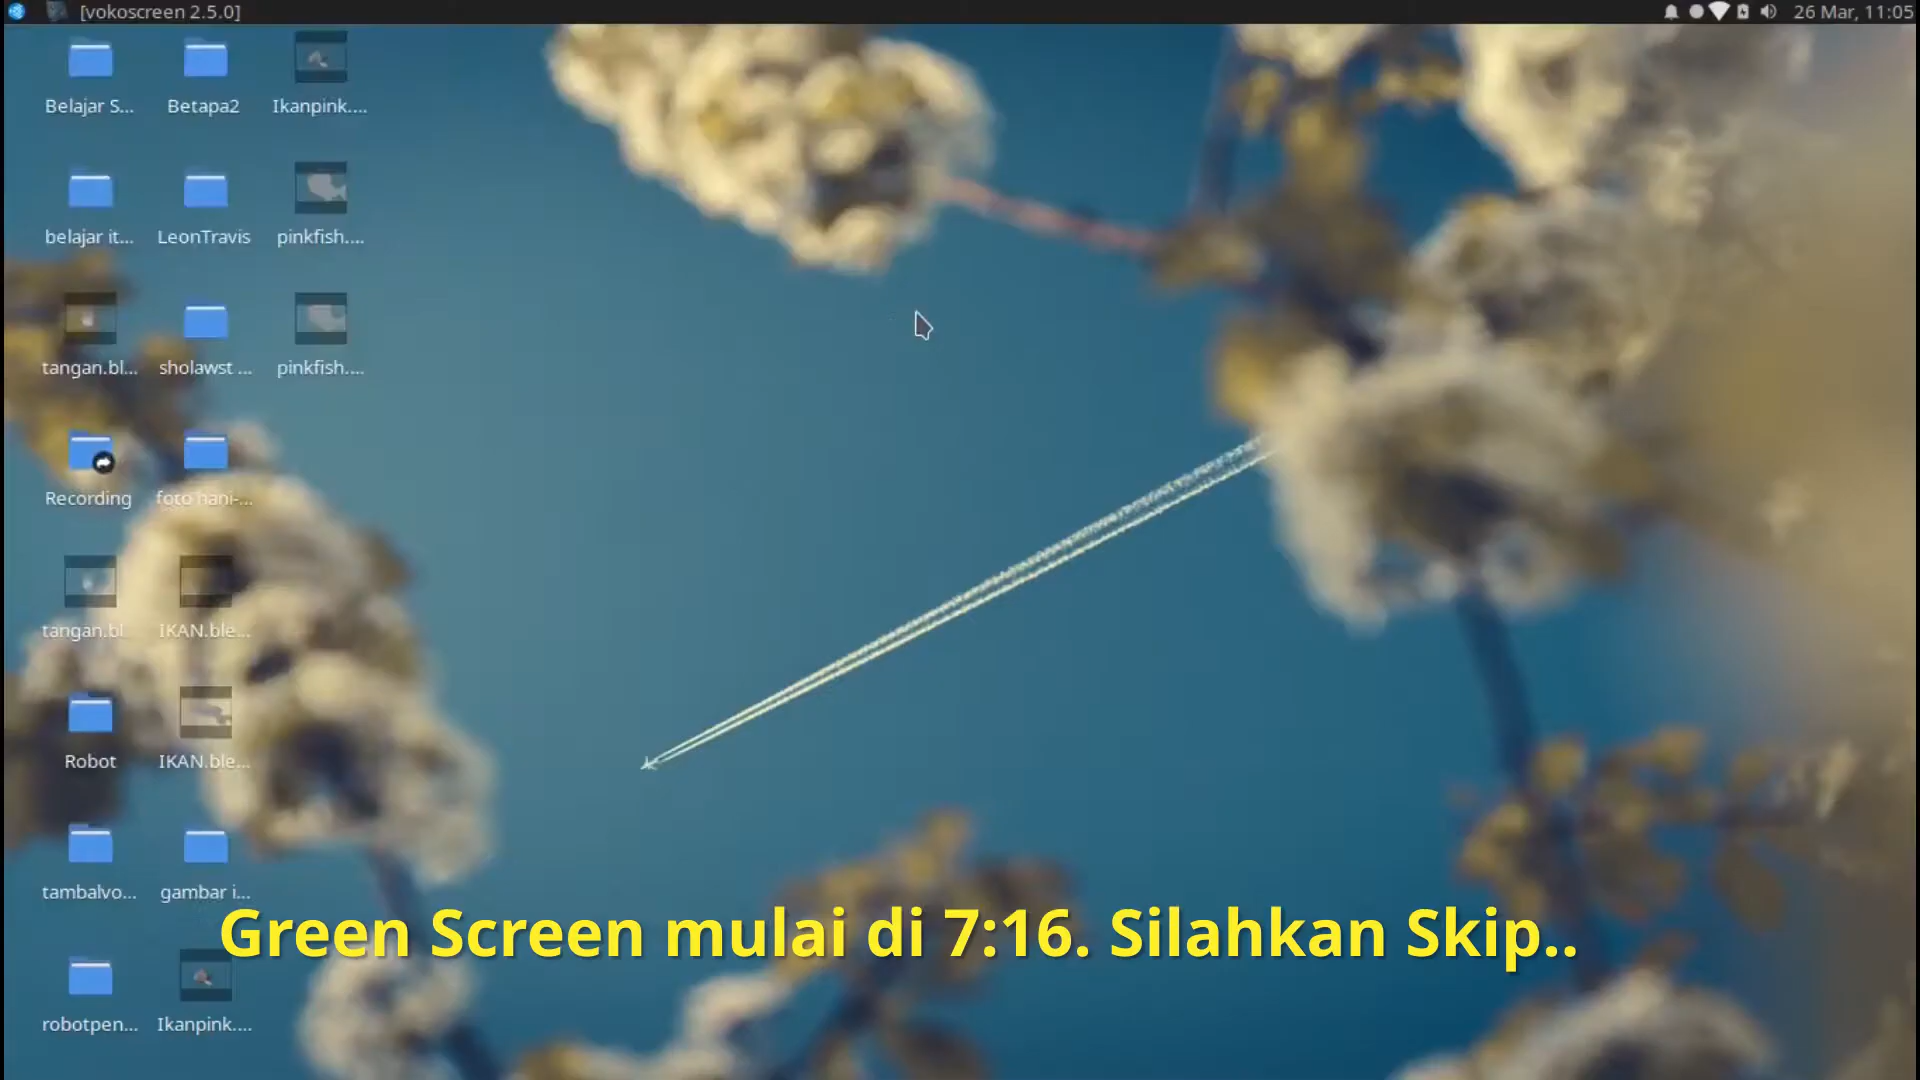 [vokoscreen 2.5.0]
26 Mar, 11:05
Belajar S...
Betapa2
Ikanpink....
belajar it...
LeonTravis
pinkfish....
tangan.bl...
sholawst ...
pinkfish....
Recording
foto hani-...
tangan.bl...
IKAN.ble...
Robot
IKAN.ble...
tambalvo...
gambar i...
Green Screen mulai di 7:16. Silahkan Skip..
robotpen...
Ikanpink....